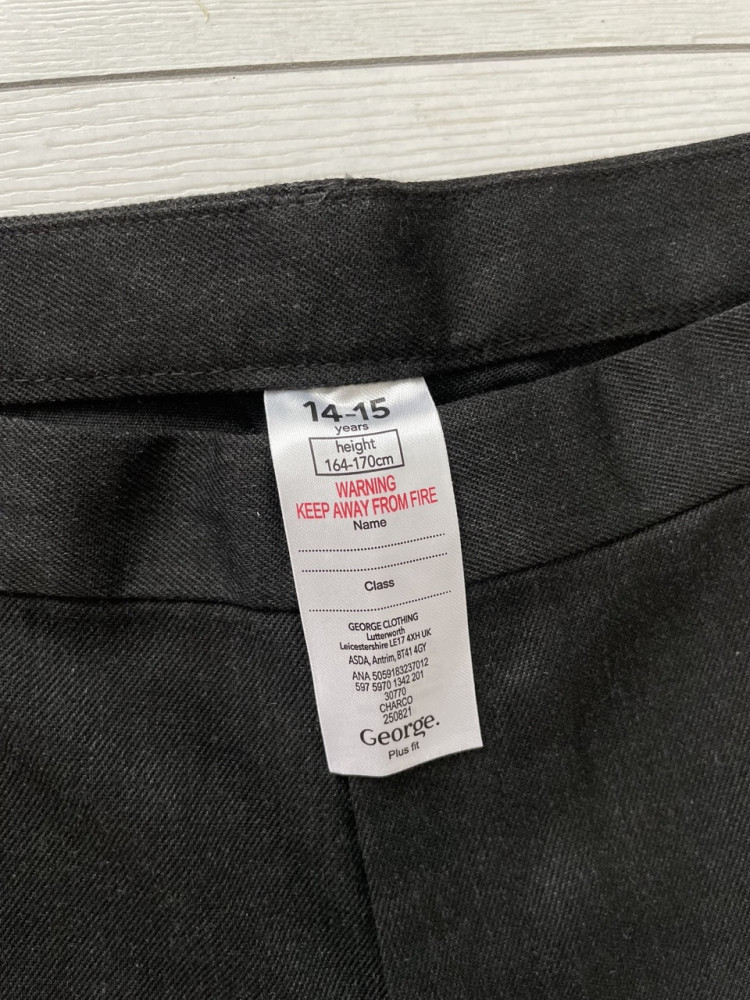 14-15
years
height
164-170cm
WARNING
KEEP AWAY FROM FIRE
Name
Class
GEORGE CLOTHING
Lutterworth
Leicestershire LE17 4XH UK
ASDA, Antrim, BT41 4GY
ANA 5059183237012
597 5970 1342 201
30770
CHARCO
250821
George.
Plus fit